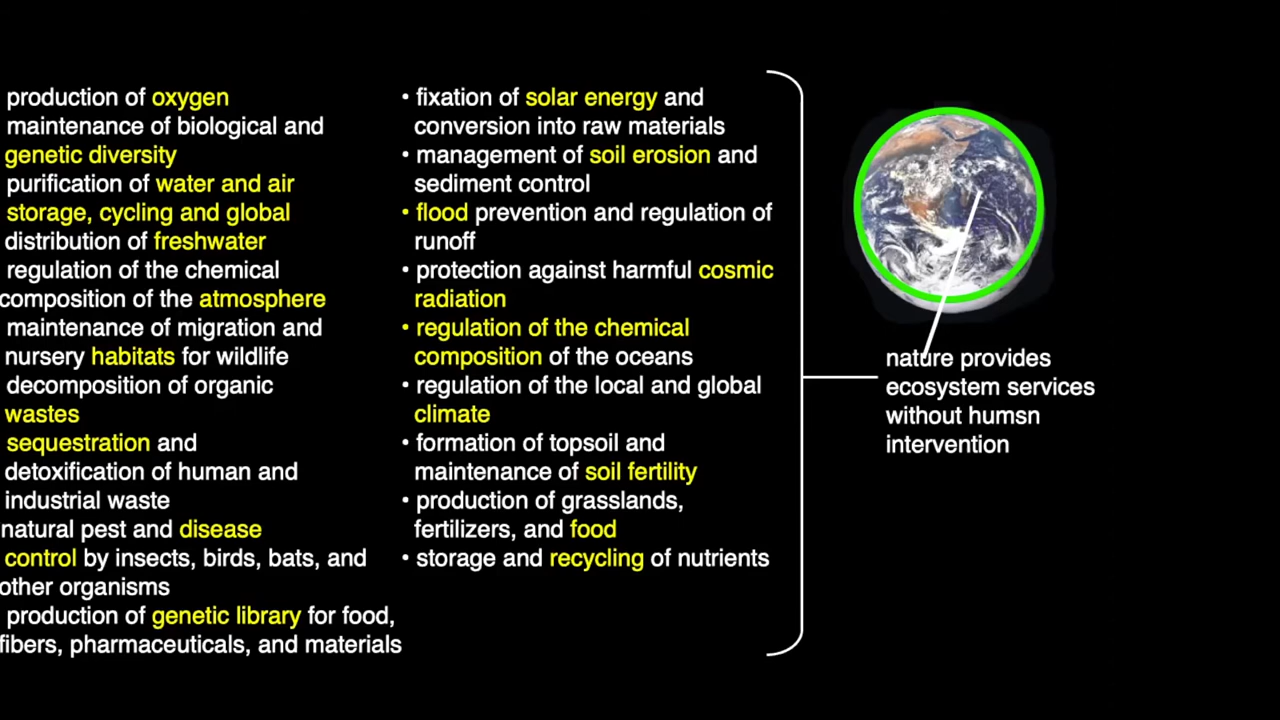 production of oxygen
maintenance of biological and
genetic diversity
purification of water and air
storage, cycling and global
distribution of freshwater
regulation of the chemical
composition of the atmosphere
maintenance of migration and
nursery habitats for wildlife
decomposition of organic
wastes
sequestration and
detoxification of human and
industrial waste
natural pest and disease
control by insects, birds, bats, and
other organisms
production of genetic library for food,
fibers, pharmaceuticals, and materials
• fixation of solar energy and
conversion into raw materials
• management of soil erosion and
sediment control
• flood prevention and regulation of
runoff
• protection against harmful cosmic
radiation
• regulation of the chemical
composition of the oceans
• regulation of the local and global
climate
• formation of topsoil and
maintenance of soil fertility
• production of grasslands,
fertilizers, and food
• storage and recycling of nutrients
nature provides
ecosystem services
without humsn
intervention